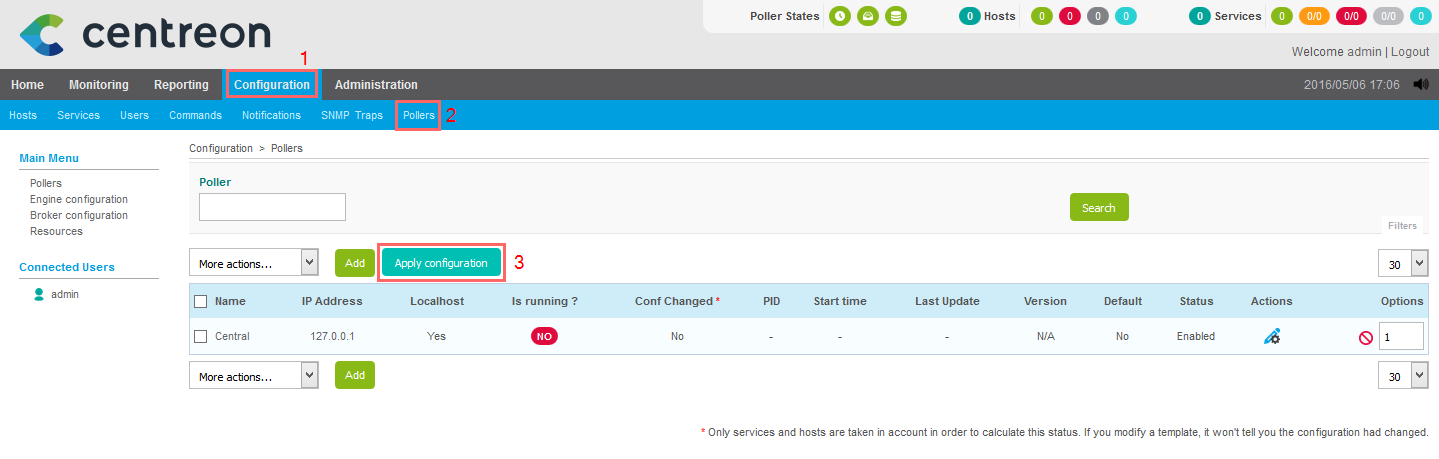 centreon
Poller States 0 Hosts 0 0 0 0 0 Services 0 0/0 0/0 0/0 0
Welcome admin | Logout
1
Home Monitoring Reporting Configuration Administration 2016/05/06 17:06
Hosts Services Users Commands Notifications SNMP Traps Pollers 2
Main Menu
Pollers
Engine configuration
Broker configuration
Resources
Connected Users
admin
Configuration > Pollers
Poller
Search
Filters
More actions... Add Apply configuration 3 30
Name IP Address Localhost Is running ? Conf Changed * PID Start time Last Update Version Default Status Actions Options
Central 127.0.0.1 Yes NO No - - - N/A No Enabled 1
More actions... Add 30
* Only services and hosts are taken in account in order to calculate this status. If you modify a template, it won't tell you the configuration had changed.